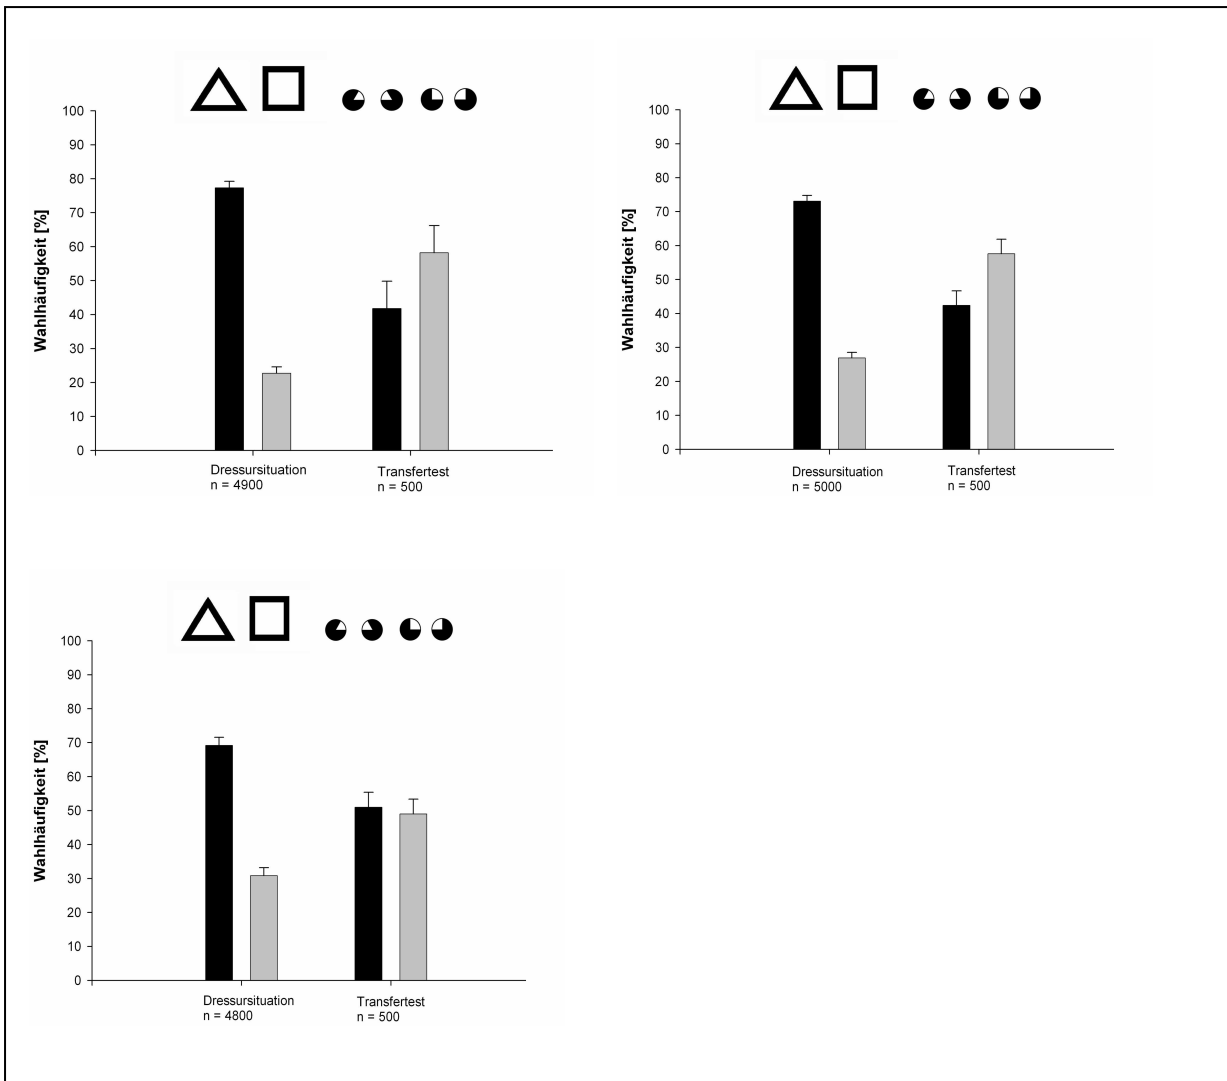 100
90
80
70
60
50
40
30
20
10
0
Wahlhäufigkeit [%]
Dressursituation
n = 4900
Transfertest
n = 500
100
90
80
70
60
50
40
30
20
10
0
Wahlhäufigkeit [%]
Dressursituation
n = 5000
Transfertest
n = 500
100
90
80
70
60
50
40
30
20
10
0
Wahlhäufigkeit [%]
Dressursituation
n = 4800
Transfertest
n = 500